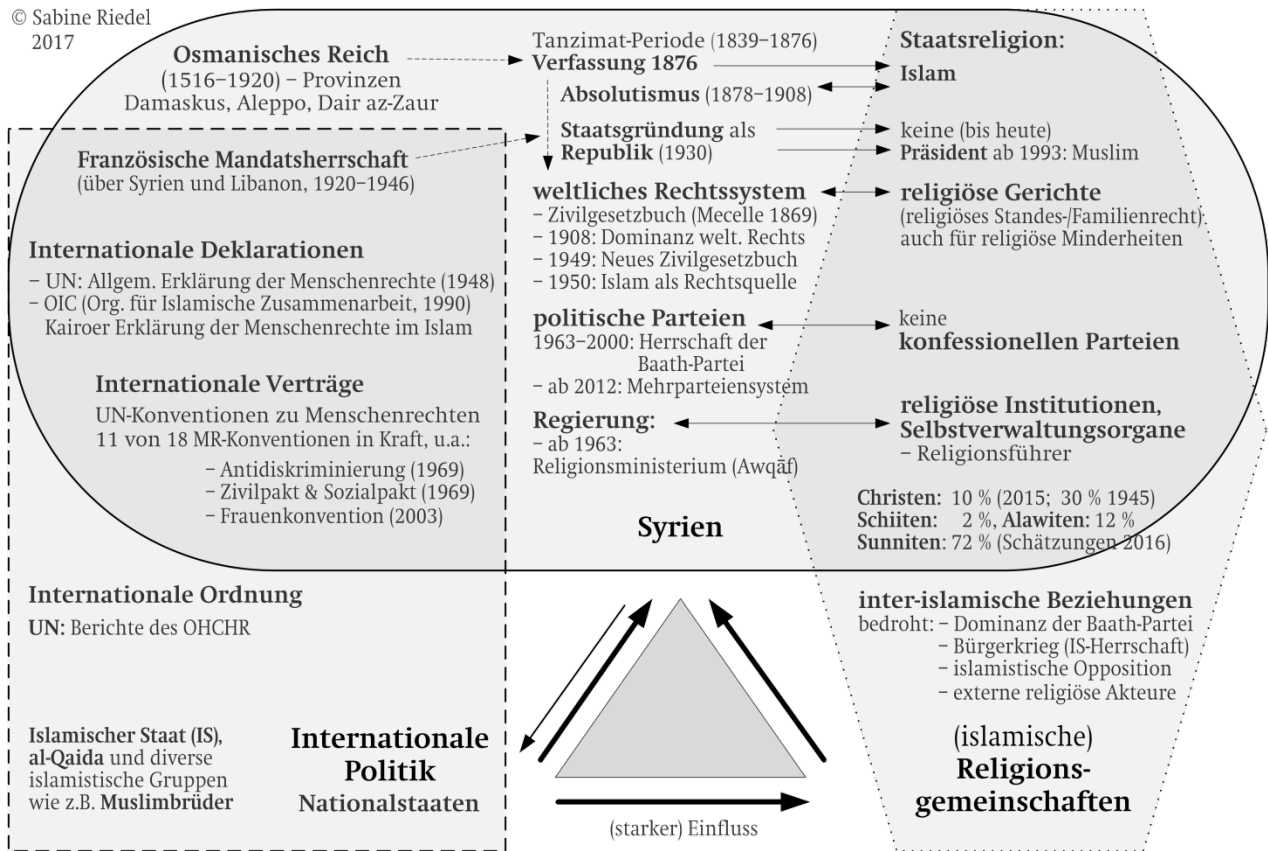 © Sabine Riedel
2017
Osmanisches Reich
(1516–1920) – Provinzen
Damaskus, Aleppo, Dair az-Zaur
Französische Mandatsherrschaft
(über Syrien und Libanon, 1920–1946)
Internationale Deklarationen
– UN: Allgem. Erklärung der Menschenrechte (1948)
– OIC (Org. für Islamische Zusammenarbeit, 1990)
Kairoer Erklärung der Menschenrechte im Islam
Internationale Verträge
UN-Konventionen zu Menschenrechten
11 von 18 MR-Konventionen in Kraft, u.a.:
– Antidiskriminierung (1969)
– Zivilpakt & Sozialpakt (1969)
– Frauenkonvention (2003)
Internationale Ordnung
UN: Berichte des OHCHR
Islamischer Staat (IS),
al-Qaida und diverse
islamistische Gruppen
wie z.B. Muslimbrüder
Internationale
Politik
Nationalstaaten
Tanzimat-Periode (1839–1876)
Verfassung 1876
Absolutismus (1878–1908)
Staatsgründung als
Republik (1930)
weltliches Rechtssystem
– Zivilgesetzbuch (Mecelle 1869)
– 1908: Dominanz welt. Rechts
– 1949: Neues Zivilgesetzbuch
– 1950: Islam als Rechtsquelle
politische Parteien
1963–2000: Herrschaft der
Baath-Partei
– ab 2012: Mehrparteiensystem
Regierung:
– ab 1963:
Religionsministerium (Awqāf)
Syrien
(starker) Einfluss
Staatsreligion:
Islam
keine (bis heute)
Präsident ab 1993: Muslim
religiöse Gerichte
(religiöses Standes-/Familienrecht)
auch für religiöse Minderheiten
keine
konfessionellen Parteien
religiöse Institutionen,
Selbstverwaltungsorgane
– Religionsführer
Christen: 10 % (2015; 30 % 1945)
Schiiten: 2 %, Alawiten: 12 %
Sunniten: 72 % (Schätzungen 2016)
inter-islamische Beziehungen
bedroht: – Dominanz der Baath-Partei
– Bürgerkrieg (IS-Herrschaft)
– islamistische Opposition
– externe religiöse Akteure
(islamische)
Religions-
gemeinschaften